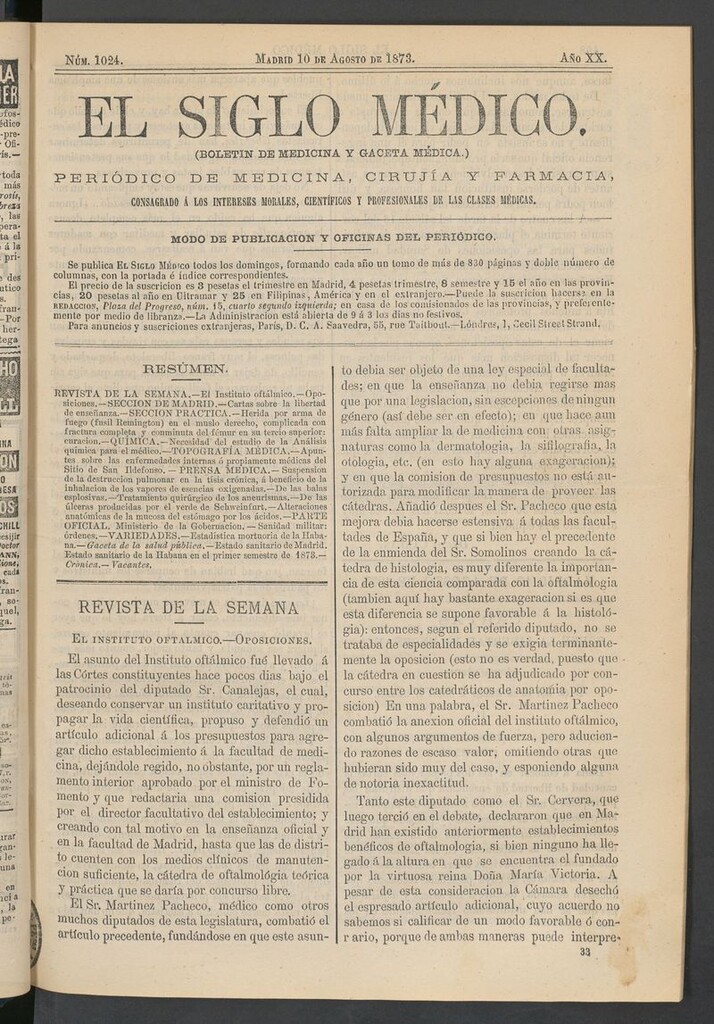 NÚM. 1024. MADRID 10 DE AGOSTO DE 1873. AÑO XX.
EL SIGLO MÉDICO.
(BOLETIN DE MEDICINA Y GACETA MÉDICA.)
PERIÓDICO DE MEDICINA, CIRUJÍA Y FARMACIA,
CONSAGRADO Á LOS INTERESES MORALES, CIENTÍFICOS Y PROFESIONALES DE LAS CLASES MÉDICAS.
MODO DE PUBLICACION Y OFICINAS DEL PERIÓDICO.
Se publica EL SIGLO MÉDICO todos los domingos, formando cada año un tomo de más de 830 páginas y doble número de
columnas, con la portada é índice correspondientes.
El precio de la suscricion es 3 pesetas el trimestre en Madrid, 4 pesetas trimestre, 8 semestre y 15 el año en las provin-
cias, 20 pesetas al año en Ultramar y 25 en Filipinas, América y en el extranjero.—Puede la suscricion hacerse en la
REDACCION, Plaza del Progreso, núm. 15, cuarto segundo izquierda; en casa de los comisionados de las provincias, y preferente-
mente por medio de libranza.—La Administracion está abierta de 9 á 3 los dias no festivos.
Para anuncios y suscriciones extranjeras, París, D. C. A. Saavedra, 55, rue Taitbout.—Lóndres, 1, Cecil Street Strand.
RESÚMEN.
REVISTA DE LA SEMANA.—El Instituto oftálmico.—Opo-
siciones.—SECCION DE MADRID.—Cartas sobre la libertad
de enseñanza.—SECCION PRACTICA.—Herida por arma de
fuego (fusil Remington) en el muslo derecho, complicada con
fractura completa y comminuta del fémur en su tercio superior;
curacion.—QUÍMICA.—Necesidad del estudio de la Análisis
química para el médico.—TOPOGRAFÍA MÉDICA.—Apun-
tes sobre las enfermedades internas ó propiamente médicas del
Sitio de San Ildefonso.—PRENSA MÉDICA.—Suspension
de la destruccion pulmonar en la tisis crónica, á beneficio de la
inhalacion de los vapores de esencias oxigenadas.—De las balas
esplosivas.—Tratamiento quirúrgico de los aneurismas.—De las
úlceras producidas por el verde de Schweinfurt.—Alteraciones
anatómicas de la mucosa del estómago por los ácidos.—PARTE
OFICIAL. Ministerio de la Gobernacion.—Sanidad militar:
órdenes.—VARIEDADES.—Estadística mortuoria de la Haba-
na.—Gaceta de la salud pública.—Estado sanitario de Madrid.
Estado sanitario de la Habana en el primer semestre de 1873.—
Crónica.—Vacantes.
REVISTA DE LA SEMANA
EL INSTITUTO OFTALMICO.—OPOSICIONES.
El asunto del Instituto oftálmico fué llevado á
las Córtes constituyentes hace pocos dias bajo el
patrocinio del diputado Sr. Canalejas, el cual,
deseando conservar un instituto caritativo y pro-
pagar la vida científica, propuso y defendió un
artículo adicional á los presupuestos para agre-
gar dicho establecimiento á la facultad de medi-
cina, dejándole regido, no obstante, por un regla-
mento interior aprobado por el ministro de Fo-
mento y que redactaria una comision presidida
por el director facultativo del establecimiento; y
creando con tal motivo en la enseñanza oficial y
en la facultad de Madrid, hasta que las de distri-
to cuenten con los medios clínicos de manuten-
cion suficiente, la cátedra de oftalmológia teórica
y práctica que se daría por concurso libre.
El Sr. Martinez Pacheco, médico como otros
muchos diputados de esta legislatura, combatió el
artículo precedente, fundándose en que este asun-
to debia ser objeto de una ley especial de faculta-
des; en que la enseñanza no debia regirse mas
que por una legislacion, sin escepciones de ningun
género (así debe ser en efecto); en que hace aun
más falta ampliar la de medicina con otras asig-
naturas como la dermatologia, la sifilografia, la
otologia, etc. (en esto hay alguna exageracion);
y en que la comision de presupuestos no está au-
torizada para modificar la manera de proveer las
cátedras. Añadió despues el Sr. Pacheco que esta
mejora debia hacerse estensiva á todas las facul-
tades de España, y que si bien hay el precedente
de la enmienda del Sr. Somolinos creando la cá-
tedra de histologia, es muy diferente la importan-
cia de esta ciencia comparada con la oftalmologia
(tambien aquí hay bastante exageracion si es que
esta diferencia se supone favorable á la histoló-
gia): entonces, segun el referido diputado, no se
trataba de especialidades y se exigia terminante-
mente la oposicion (esto no es verdad, puesto que
la cátedra en cuestion se ha adjudicado por con-
curso entre los catedráticos de anatomia por opo-
sicion) En una palabra, el Sr. Martinez Pacheco
combatió la anexion oficial del instituto oftálmico,
con algunos argumentos de fuerza, pero aducien-
do razones de escaso valor, omitiendo otras que
hubieran sido muy del caso, y esponiendo alguna
de notoria inexactitud.
Tanto este diputado como el Sr. Cervera, que
luego terció en el debate, declararon que en Ma-
drid han existido anteriormente establecimientos
benéficos de oftalmologia, si bien ninguno ha lle-
gado á la altura en que se encuentra el fundado
por la virtuosa reina Doña María Victoria. A
pesar de esta consideracion la Cámara desechó
el espresado artículo adicional, cuyo acuerdo no
sabemos si calificar de un modo favorable ó con-
r ario, porque de ambas maneras puede interpre-
33